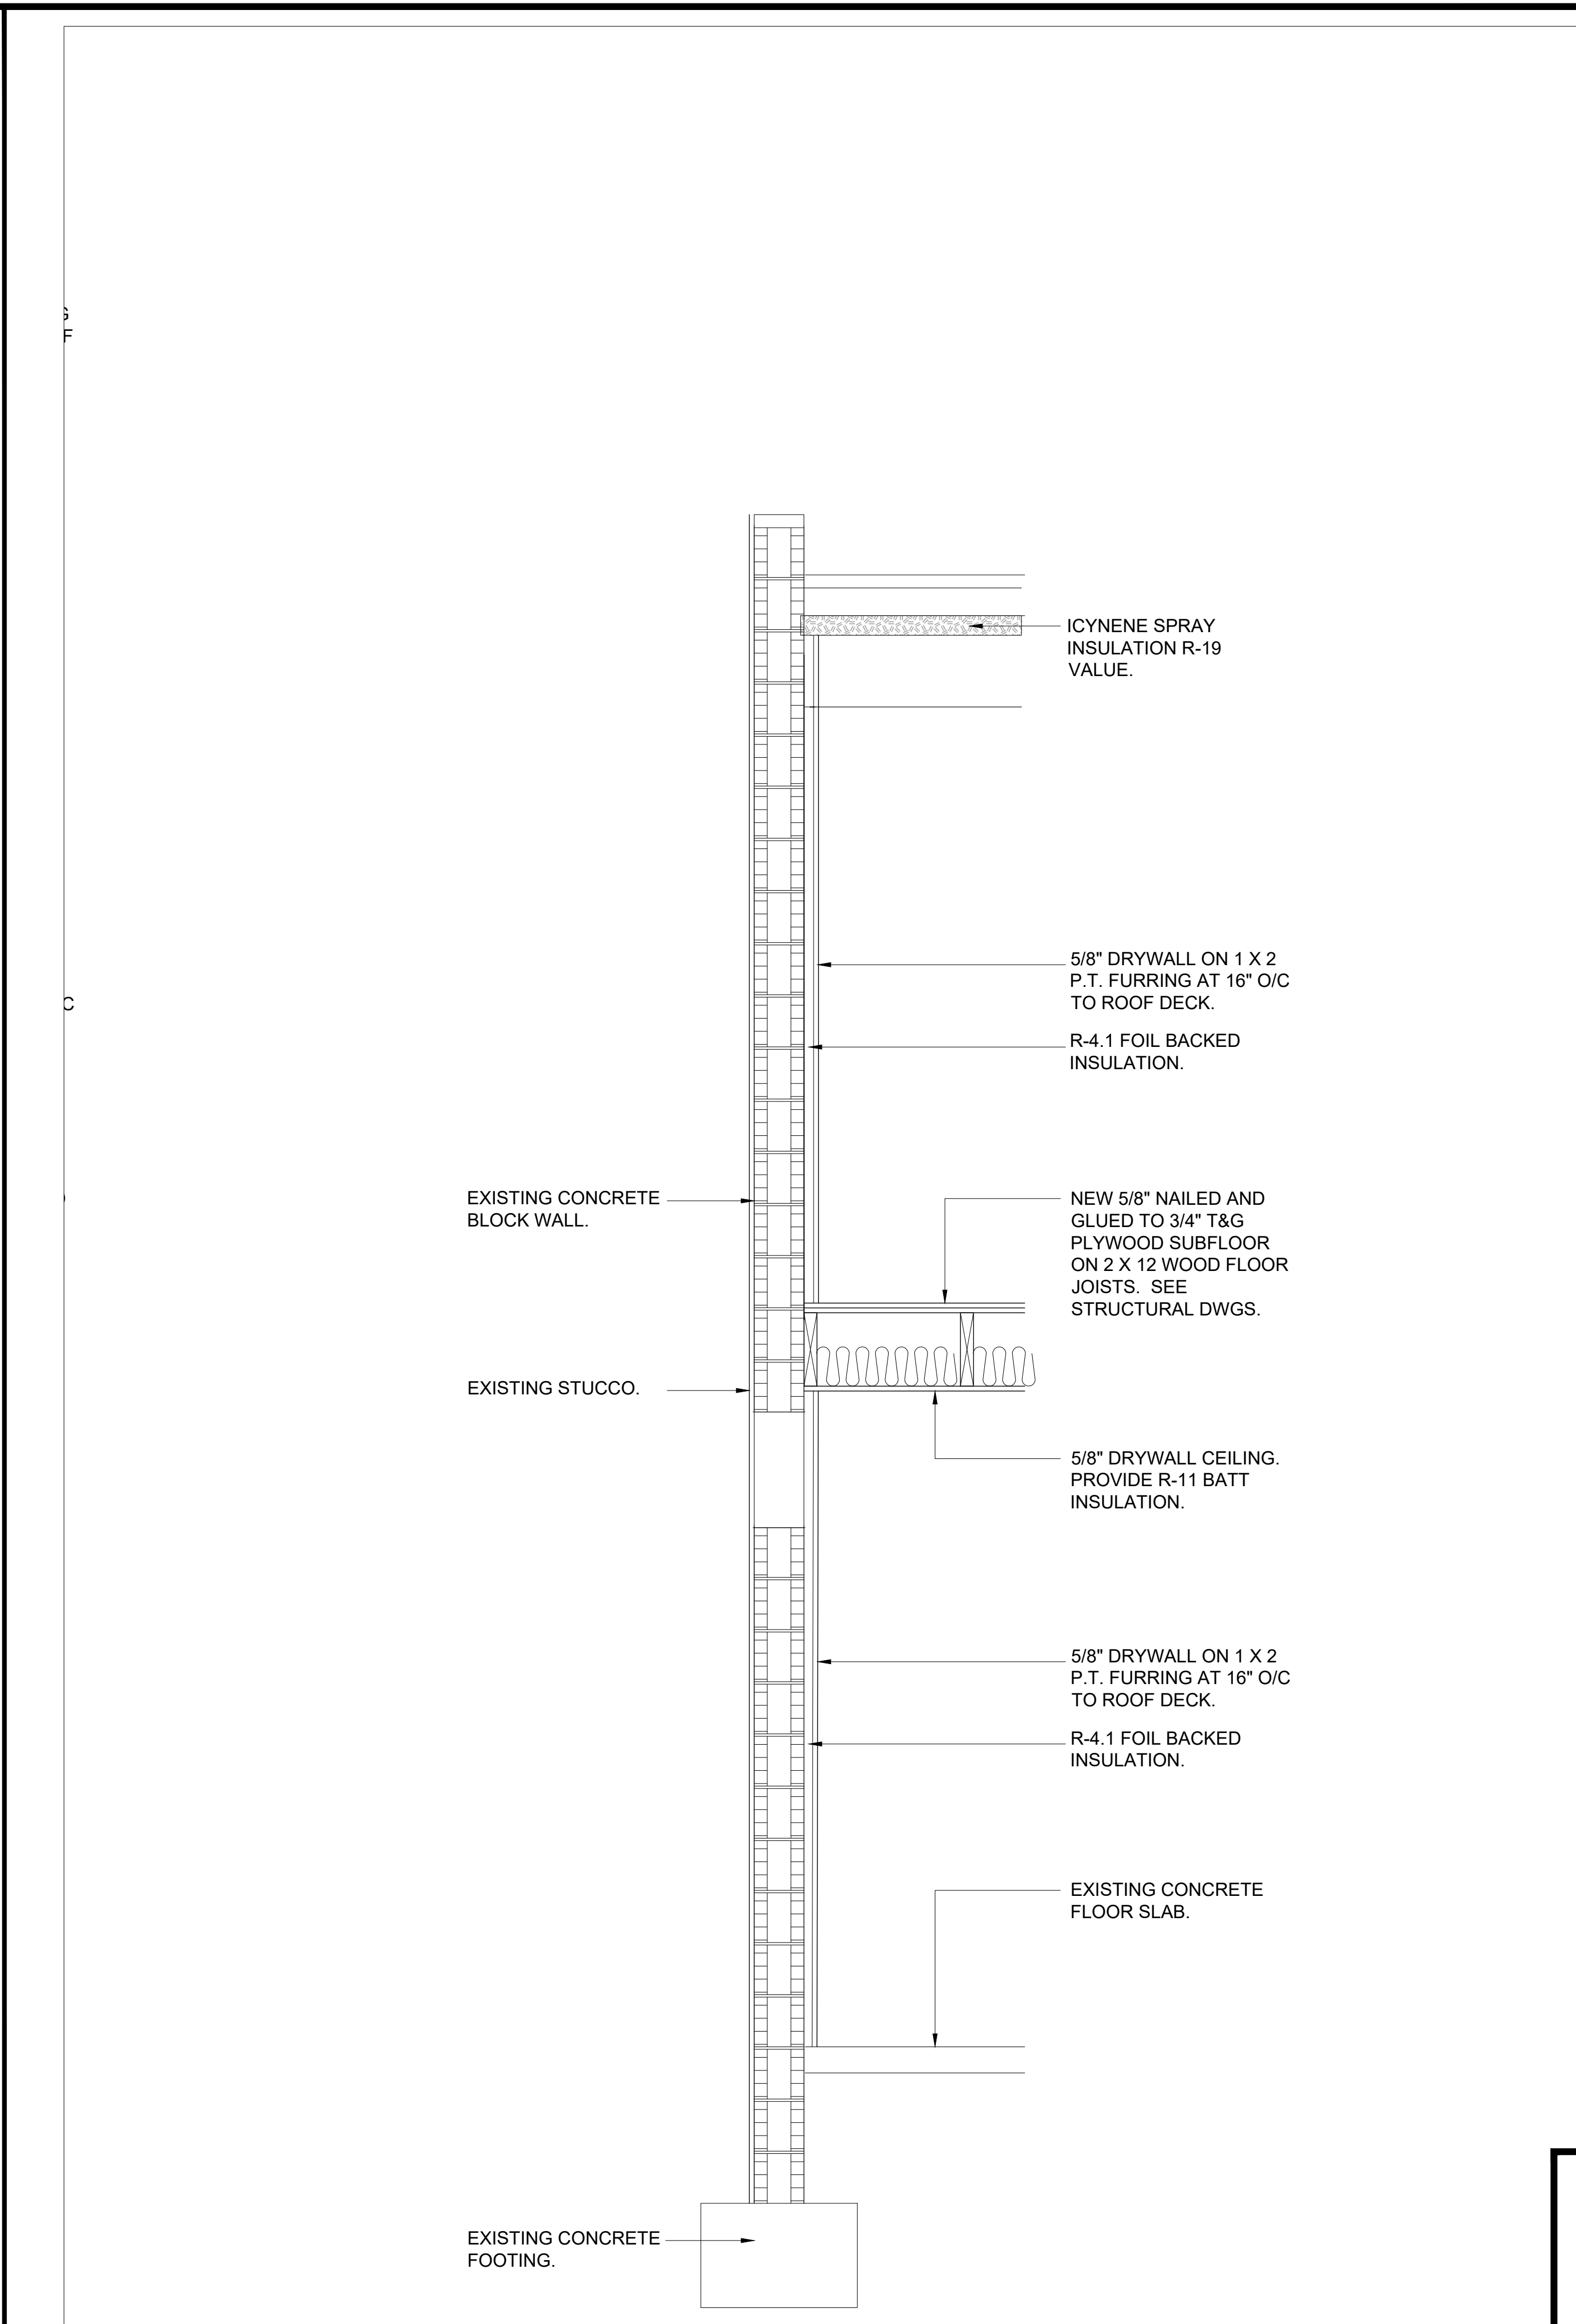 F
ICYNENE SPRAY
INSULATION R-19
VALUE.
5/8" DRYWALL ON 1 X 2
P.T. FURRING AT 16" O/C
TO ROOF DECK.
C
R-4.1 FOIL BACKED
INSULATION.
EXISTING CONCRETE
BLOCK WALL.
NEW 5/8" NAILED AND
GLUED TO 3/4" T&G
PLYWOOD SUBFLOOR
ON 2 X 12 WOOD FLOOR
JOISTS. SEE
STRUCTURAL DWGS.
EXISTING STUCCO.
5/8" DRYWALL CEILING.
PROVIDE R-11 BATT
INSULATION.
5/8" DRYWALL ON 1 X 2
P.T. FURRING AT 16" O/C
TO ROOF DECK.
R-4.1 FOIL BACKED
INSULATION.
EXISTING CONCRETE
FLOOR SLAB.
EXISTING CONCRETE
FOOTING.